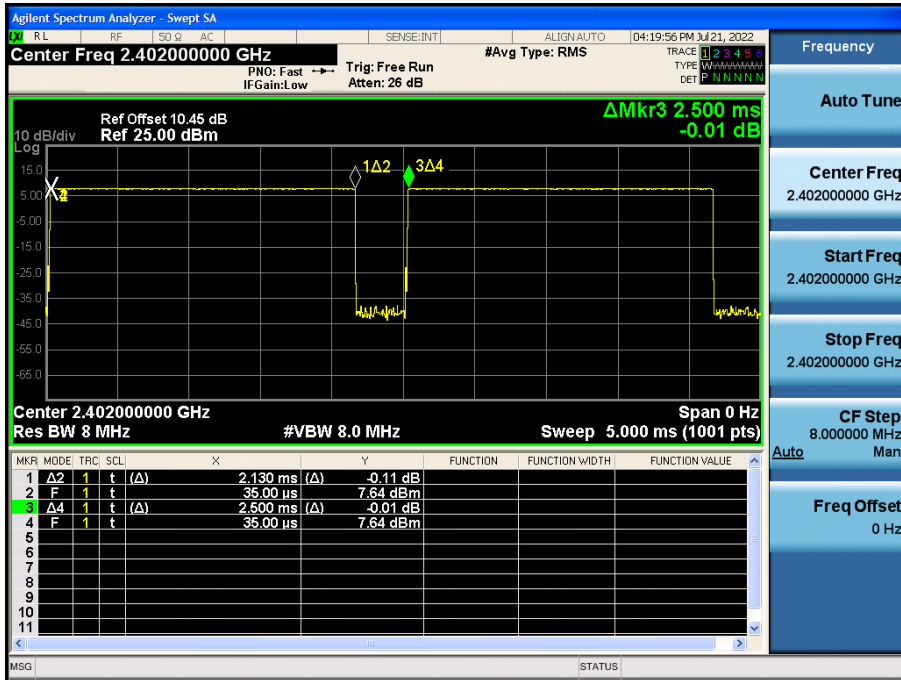 Agilent Spectrum Analyzer - Swept SA
LXI RL RF 50 Ω AC SENSE:INT ALIGN AUTO 04:19:56 PM Jul 21, 2022
Center Freq 2.402000000 GHz
PNO: Fast
IFGain:Low
Trig: Free Run
Atten: 26 dB
#Avg Type: RMS
TRACE 1 2 3 4 5 6
TYPE WWWWWW
DET P N N N N N
ΔMkr3 2.500 ms
-0.01 dB
Ref Offset 10.45 dB
10 dB/div Ref 25.00 dBm
Log
15.0
5.00
-5.00
-15.0
-25.0
-35.0
-45.0
-55.0
-65.0
1Δ2 3Δ4
Center 2.402000000 GHz Span 0 Hz
Res BW 8 MHz #VBW 8.0 MHz Sweep 5.000 ms (1001 pts)
MKR MODE TRC SCL X Y FUNCTION FUNCTION WIDTH FUNCTION VALUE
1 Δ2 1 t (Δ) 2.130 ms (Δ) -0.11 dB
2 F 1 t 35.00 µs 7.64 dBm
3 Δ4 1 t (Δ) 2.500 ms (Δ) -0.01 dB
4 F 1 t 35.00 µs 7.64 dBm
5
6
7
8
9
10
11
MSG STATUS
Frequency
Auto Tune
Center Freq
2.402000000 GHz
Start Freq
2.402000000 GHz
Stop Freq
2.402000000 GHz
CF Step
8.000000 MHz
Auto Man
Freq Offset
0 Hz